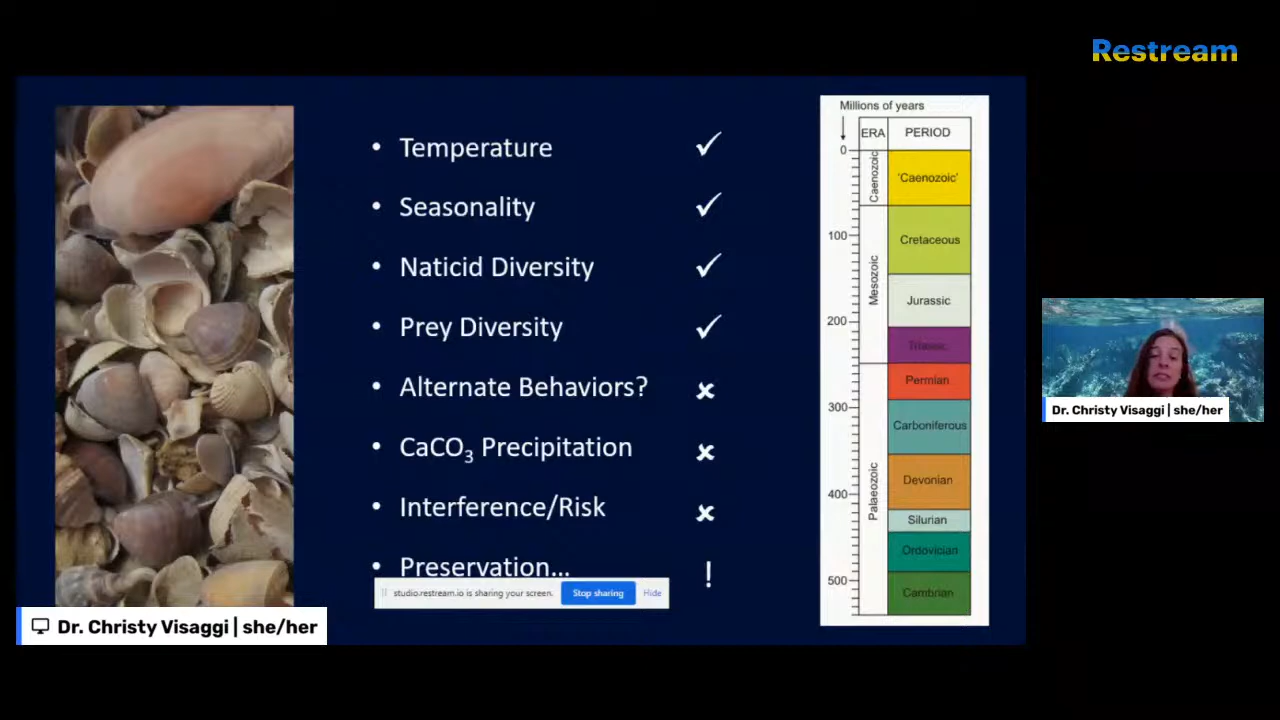 Restream
• Temperature ✓
• Seasonality ✓
• Naticid Diversity ✓
• Prey Diversity ✓
• Alternate Behaviors? ✘
• CaCO₃ Precipitation ✘
• Interference/Risk ✘
• Preservation... !
studio.restream.io is sharing your screen.
Stop sharing
Hide
Dr. Christy Visaggi | she/her
Millions of years
ERA PERIOD
0
100
200
300
400
500
Caenozoic
Mesozoic
Palaeozoic
'Caenozoic'
Cretaceous
Jurassic
Triassic
Permian
Carboniferous
Devonian
Silurian
Ordovician
Cambrian
Dr. Christy Visaggi | she/her